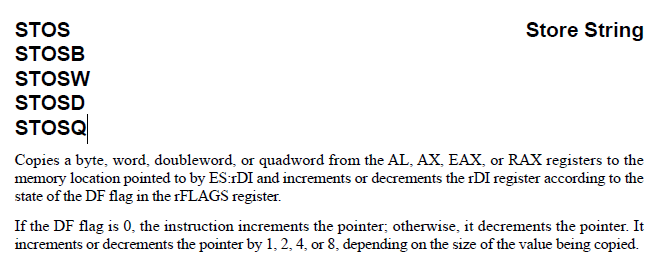 STOS Store String
STOSB
STOSW
STOSD
STOSQ
Copies a byte, word, doubleword, or quadword from the AL, AX, EAX, or RAX registers to the
memory location pointed to by ES:rDI and increments or decrements the rDI register according to the
state of the DF flag in the rFLAGS register.
If the DF flag is 0, the instruction increments the pointer; otherwise, it decrements the pointer. It
increments or decrements the pointer by 1, 2, 4, or 8, depending on the size of the value being copied.